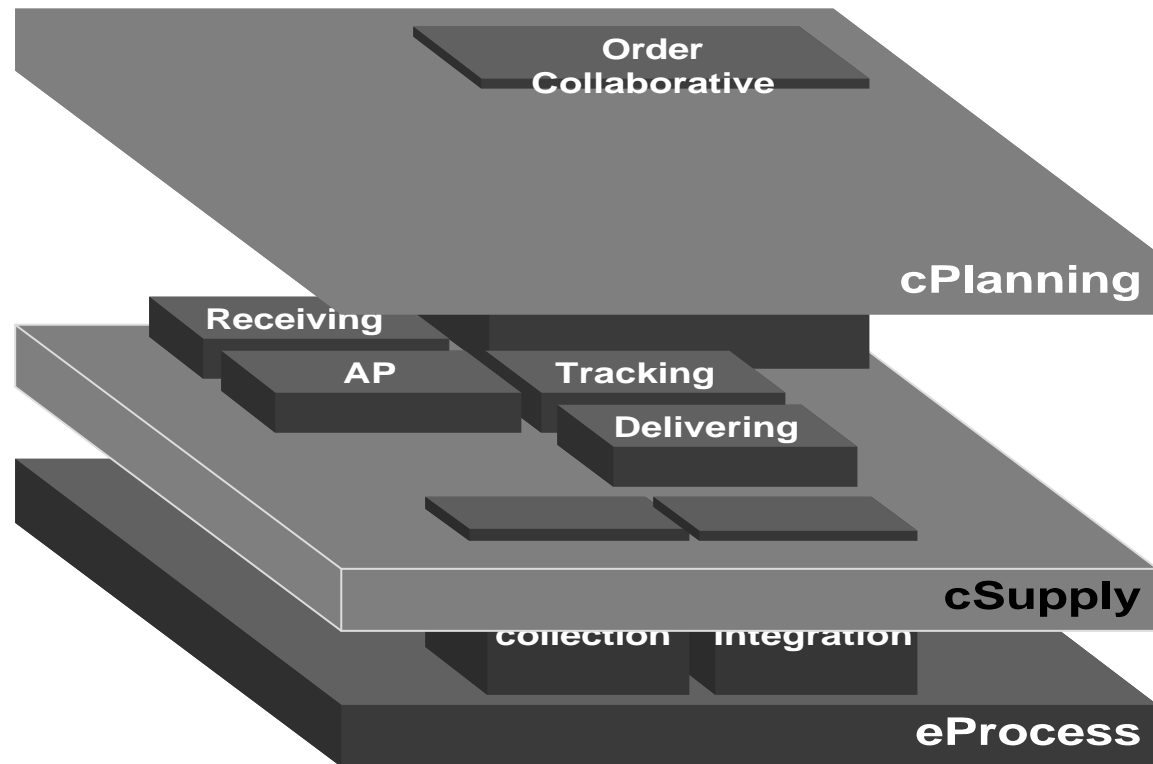 Order
Collaborative
cPlanning
Receiving
AP
Tracking
Delivering
cSupply
collection
Integration
eProcess